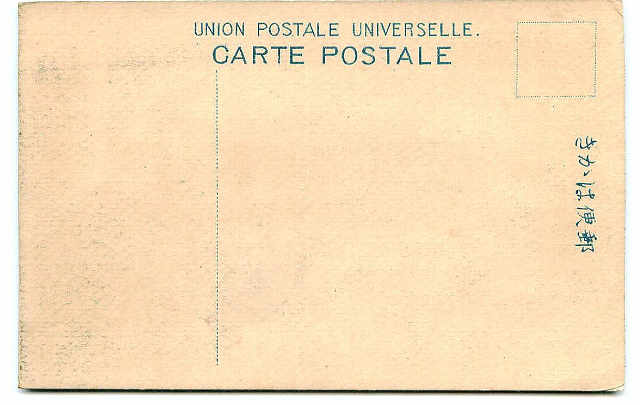 UNION POSTALE UNIVERSELLE.
CARTE POSTALE
きかは便郵